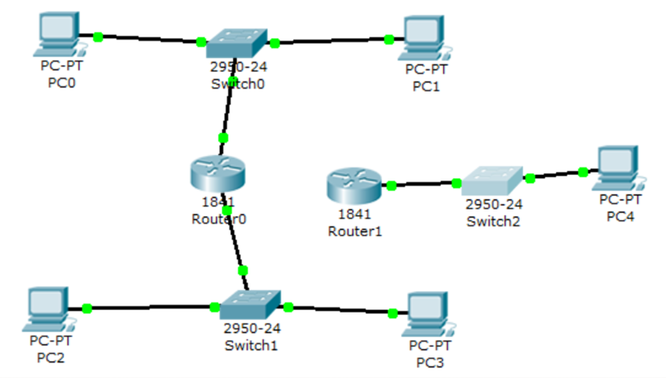 PC-PT
PC0
2950-24
Switch0
PC-PT
PC1
1841
Router0
1841
Router1
2950-24
Switch2
PC-PT
PC4
PC-PT
PC2
2950-24
Switch1
PC-PT
PC3